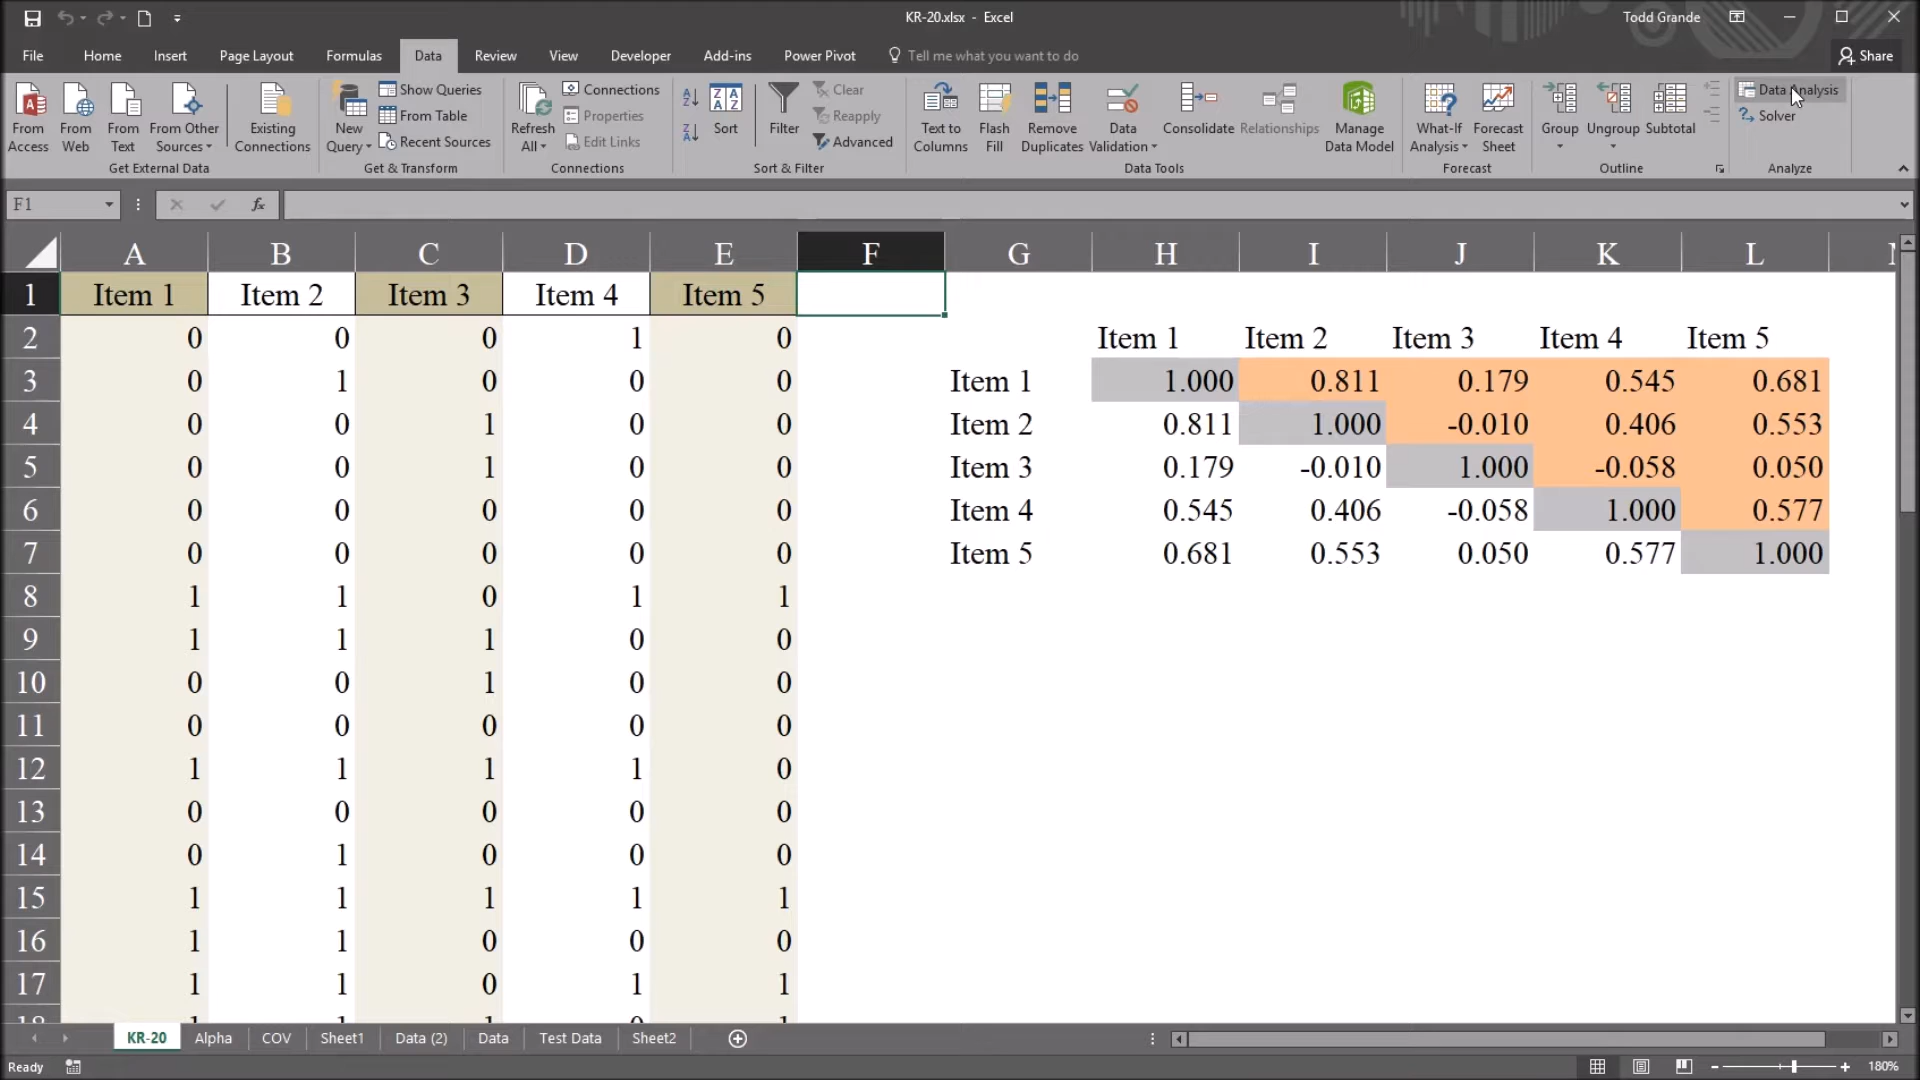 KR-20.xlsx - Excel
Todd Grande
File Home Insert Page Layout Formulas Data Review View Developer Add-ins Power Pivot Tell me what you want to do Share
From Access
From Web
From Text
From Other Sources
Existing Connections
Get External Data
New Query
Show Queries
From Table
Recent Sources
Get & Transform
Refresh All
Connections
Properties
Edit Links
Connections
Sort
Filter
Clear
Reapply
Advanced
Sort & Filter
Text to Columns
Flash Fill
Remove Duplicates
Data Validation
Consolidate
Relationships
Manage Data Model
Data Tools
What-If Analysis
Forecast Sheet
Forecast
Group
Ungroup
Subtotal
Outline
Data Analysis
Solver
Analyze
F1 fx
A B C D E F G H I J K L
1 Item 1 Item 2 Item 3 Item 4 Item 5
2 0 0 0 1 0 Item 1 Item 2 Item 3 Item 4 Item 5
3 0 1 0 0 0 Item 1 1.000 0.811 0.179 0.545 0.681
4 0 0 1 0 0 Item 2 0.811 1.000 -0.010 0.406 0.553
5 0 0 1 0 0 Item 3 0.179 -0.010 1.000 -0.058 0.050
6 0 0 0 0 0 Item 4 0.545 0.406 -0.058 1.000 0.577
7 0 0 0 0 0 Item 5 0.681 0.553 0.050 0.577 1.000
8 1 1 0 1 1
9 1 1 1 0 0
10 0 0 1 0 0
11 0 0 0 0 0
12 1 1 1 1 0
13 0 0 0 0 0
14 0 1 0 0 0
15 1 1 1 1 1
16 1 1 0 0 0
17 1 1 0 1 1
18 1 1 1 0 1
KR-20 Alpha COV Sheet1 Data (2) Data Test Data Sheet2
Ready
180%